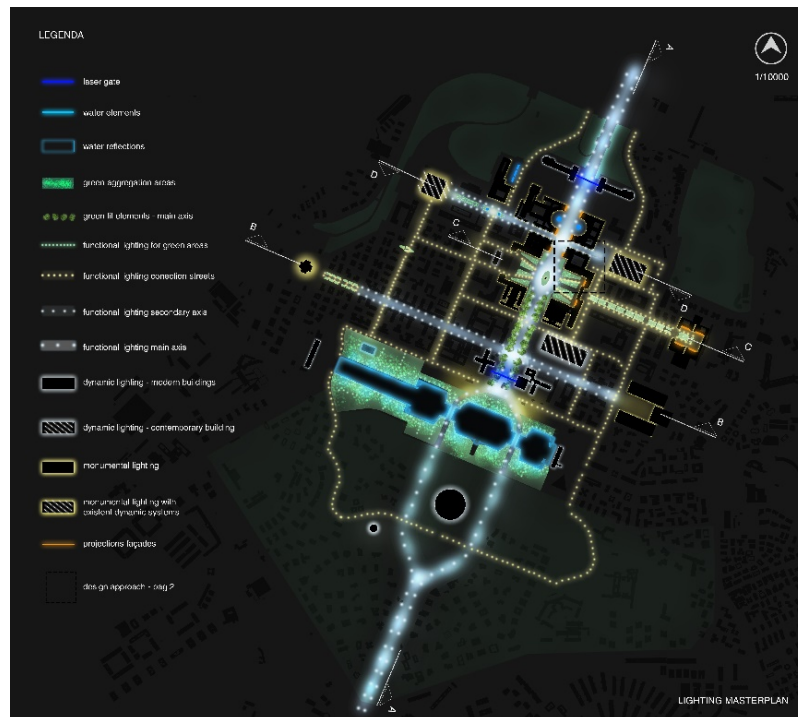 LEGENDA
1/10000
laser gate
water elements
water reflections
green aggregation areas
green lit elements - main axis
functional lighting for green areas
functional lighting conection streets
functional lighting secondary axis
functional lighting main axis
dynamic lighting - modern buildings
dynamic lighting - contemporary building
monumental lighting
monumental lighting with
existent dynamic systems
projections façades
design approach - pag 2
A
D
C
B
D
C
B
A
LIGHTING MASTERPLAN